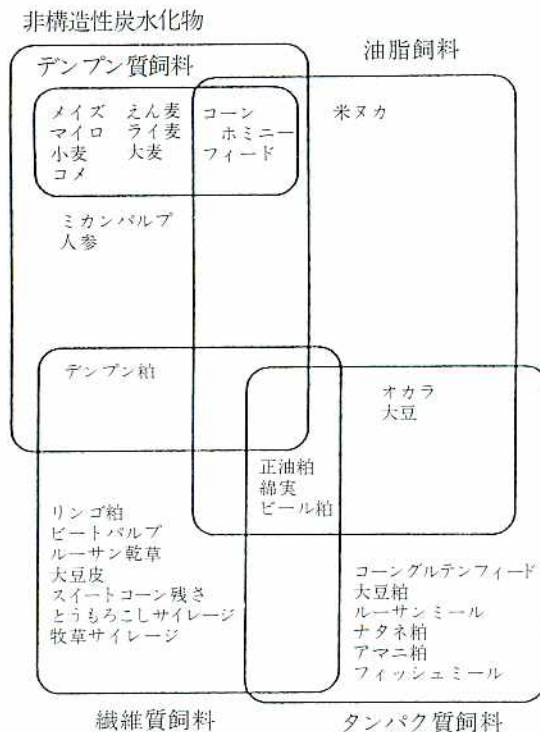 非構造性炭水化物
デンプン質飼料
油脂飼料
メイズ えん麦
マイロ ライ麦
小麦 大麦
コメ
コーン
ホミニー
フィード
米ヌカ
ミカンパルプ
人参
デンプン粕
オカラ
大豆
正油粕
綿実
ビール粕
リンゴ粕
ビートパルプ
ルーサン乾草
大豆皮
スイートコーン残さ
とうもろこしサイレージ
牧草サイレージ
コーングルテンフィード
大豆粕
ルーサンミール
ナタネ粕
アマニ粕
フィッシュミール
繊維質飼料
タンパク質飼料